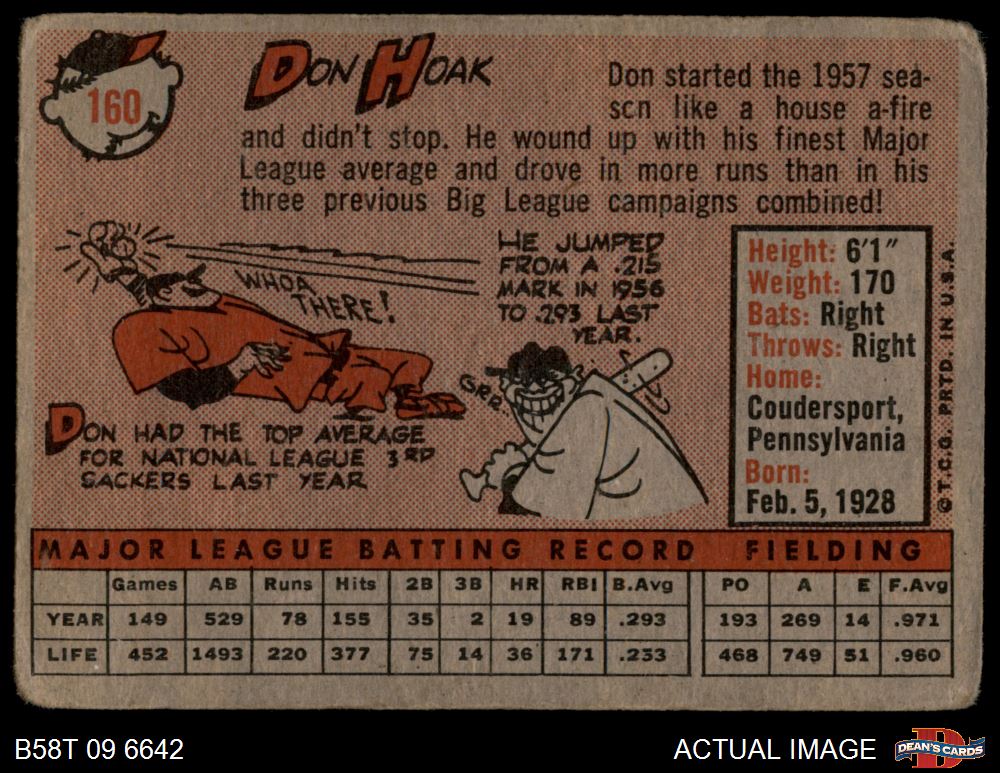 160
DON HOAK
Don started the 1957 sea-
scn like a house a-fire
and didn't stop. He wound up with his finest Major
League average and drove in more runs than in his
three previous Big League campaigns combined!
WHOA
THERE!
HE JUMPED
FROM A .215
MARK IN 1956
TO .293 LAST
YEAR.
GRR.
DON HAD THE TOP AVERAGE
FOR NATIONAL LEAGUE 3RD
SACKERS LAST YEAR
Height: 6'1"
Weight: 170
Bats: Right
Throws: Right
Home:
Coudersport,
Pennsylvania
Born:
Feb. 5, 1928
© T.C.G. PRTD. IN U.S.A.
MAJOR LEAGUE BATTING RECORD FIELDING
Games AB Runs Hits 2B 3B HR RBI B.Avg PO A E F.Avg
YEAR 149 529 78 155 35 2 19 89 .293 193 269 14 .971
LIFE 452 1493 220 377 75 14 36 171 .253 468 749 51 .960
B58T 09 6642
ACTUAL IMAGE
D
DEAN'S CARDS